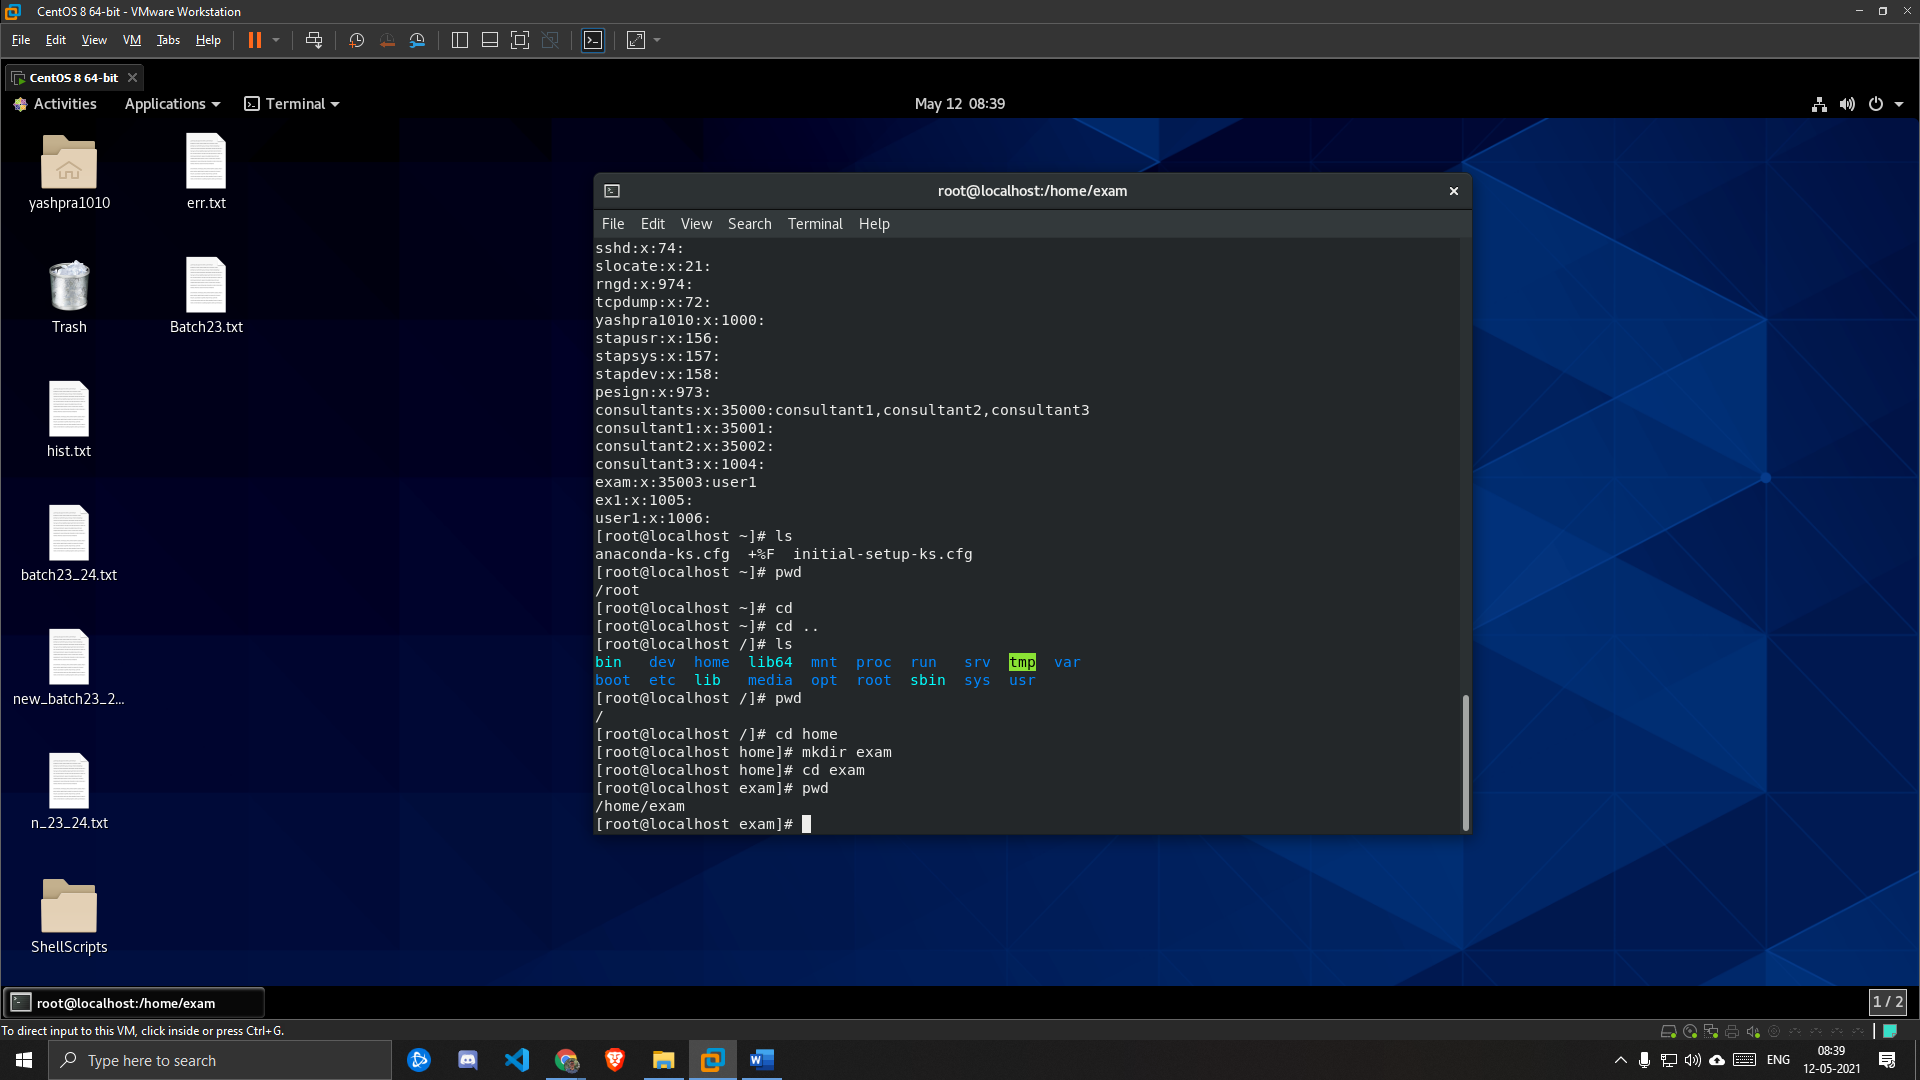 CentOS 8 64-bit - VMware Workstation
File Edit View VM Tabs Help
CentOS 8 64-bit
Activities Applications Terminal May 12 08:39
yashpra1010
err.txt
Trash
Batch23.txt
hist.txt
batch23_24.txt
new_batch23_2...
n_23_24.txt
ShellScripts
root@localhost:/home/exam
File Edit View Search Terminal Help
sshd:x:74:
slocate:x:21:
rngd:x:974:
tcpdump:x:72:
yashpra1010:x:1000:
stapusr:x:156:
stapsys:x:157:
stapdev:x:158:
pesign:x:973:
consultants:x:35000:consultant1,consultant2,consultant3
consultant1:x:35001:
consultant2:x:35002:
consultant3:x:1004:
exam:x:35003:user1
ex1:x:1005:
user1:x:1006:
[root@localhost ~]# ls
anaconda-ks.cfg  +%F  initial-setup-ks.cfg
[root@localhost ~]# pwd
/root
[root@localhost ~]# cd
[root@localhost ~]# cd ..
[root@localhost /]# ls
bin   dev  home  lib64  mnt  proc  run   srv  tmp  var
boot  etc  lib   media  opt  root  sbin  sys  usr
[root@localhost /]# pwd
/
[root@localhost /]# cd home
[root@localhost home]# mkdir exam
[root@localhost home]# cd exam
[root@localhost exam]# pwd
/home/exam
[root@localhost exam]#
root@localhost:/home/exam
1 / 2
To direct input to this VM, click inside or press Ctrl+G.
Type here to search
ENG
08:39
12-05-2021